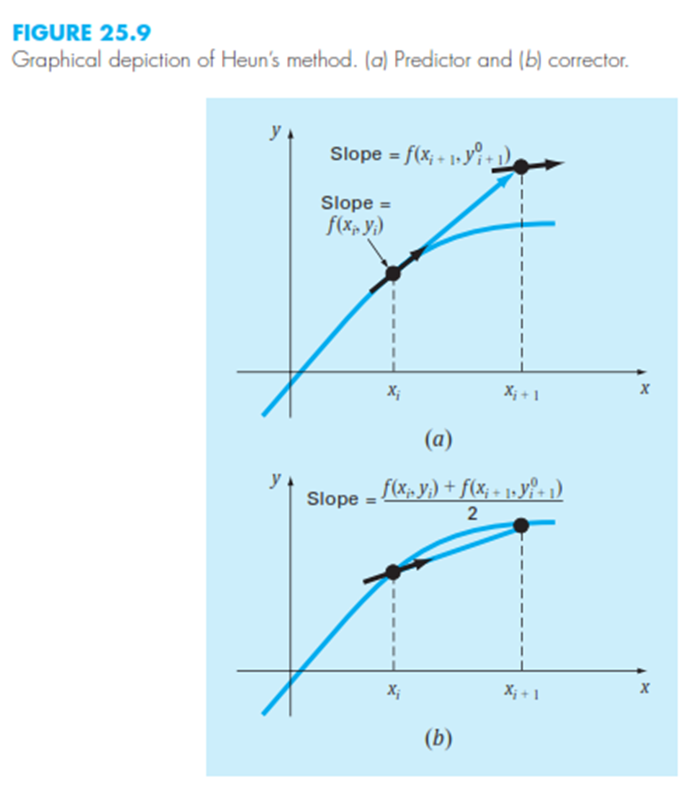 FIGURE 25.9
Graphical depiction of Heun's method. (a) Predictor and (b) corrector.
y
Slope = f(xᵢ₊₁, y⁰ᵢ₊₁)
Slope =
f(xᵢ, yᵢ)
xᵢ
xᵢ₊₁
x
(a)
y
Slope = f(xᵢ, yᵢ) + f(xᵢ₊₁, y⁰ᵢ₊₁)
2
xᵢ
xᵢ₊₁
x
(b)